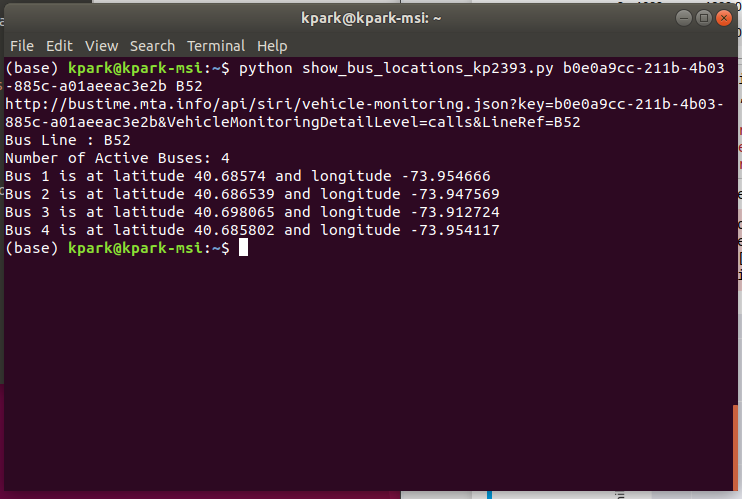 kpark@kpark-msi: ~
File Edit View Search Terminal Help
(base) kpark@kpark-msi:~$ python show_bus_locations_kp2393.py b0e0a9cc-211b-4b03
-885c-a01aeeac3e2b B52
http://bustime.mta.info/api/siri/vehicle-monitoring.json?key=b0e0a9cc-211b-4b03-
885c-a01aeeac3e2b&VehicleMonitoringDetailLevel=calls&LineRef=B52
Bus Line : B52
Number of Active Buses: 4
Bus 1 is at latitude 40.68574 and longitude -73.954666
Bus 2 is at latitude 40.686539 and longitude -73.947569
Bus 3 is at latitude 40.698065 and longitude -73.912724
Bus 4 is at latitude 40.685802 and longitude -73.954117
(base) kpark@kpark-msi:~$